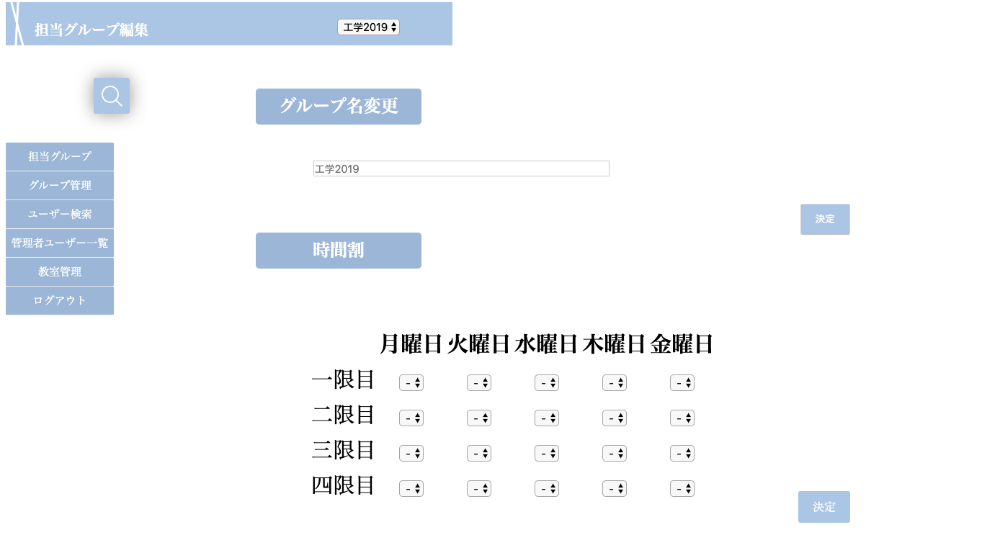 担当グループ編集 工学2019
グループ名変更
担当グループ
工学2019
グループ管理
ユーザー検索
決定
管理者ユーザー一覧
時間割
教室管理
ログアウト
月曜日 火曜日 水曜日 木曜日 金曜日
一限目 - - - - -
二限目 - - - - -
三限目 - - - - -
四限目 - - - - -
決定